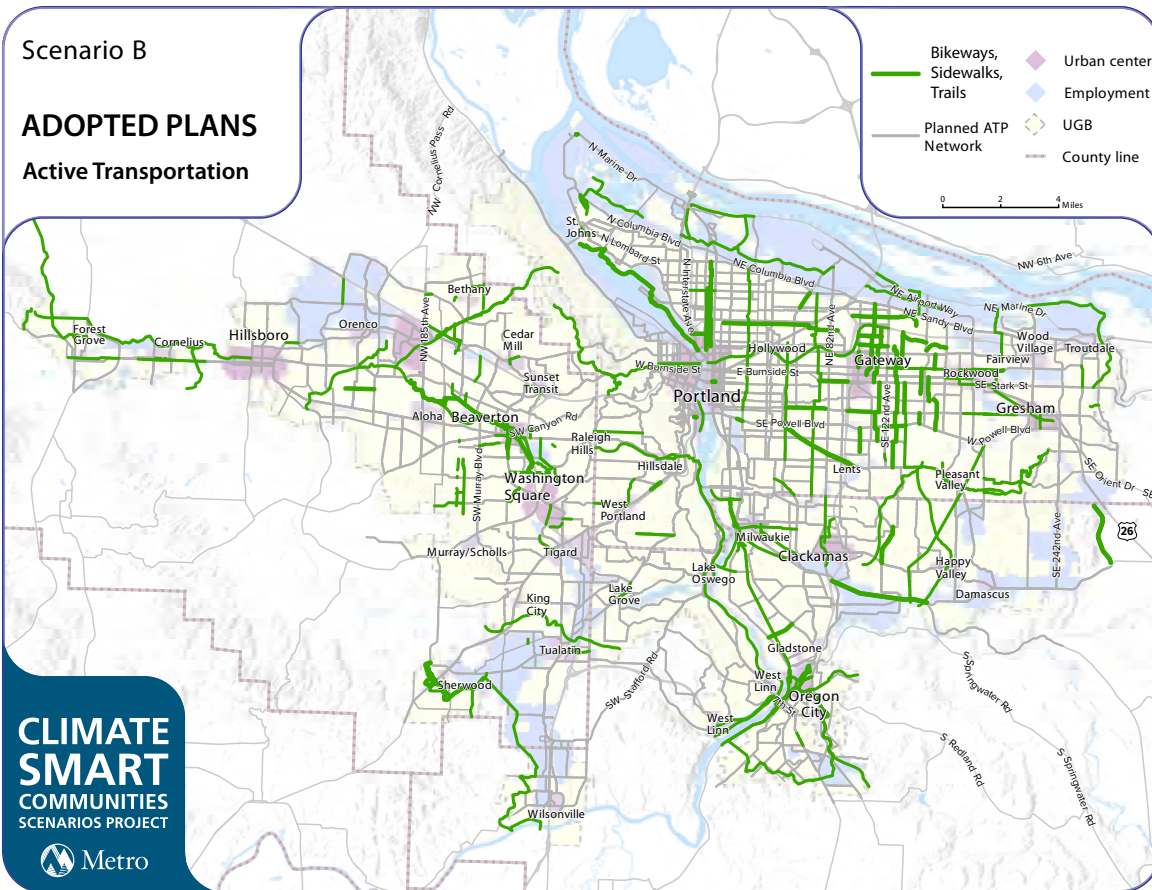 Scenario B
ADOPTED PLANS
Active Transportation
Bikeways,
Sidewalks,
Trails
Planned ATP
Network
Urban center
Employment
UGB
County line
0 2 4 Miles
NW Cornelius Pass Rd
N Marine Dr
St.
Johns
N Columbia Blvd
N Lombard St
N Interstate Ave
NE Columbia Blvd
NW 6th Ave
NE Airport Way
NE Marine Dr
NE Sandy Blvd
NE 82nd Ave
Bethany
NW 185th Ave
Orenco
Hillsboro
Forest
Grove
Cornelius
Cedar
Mill
Sunset
Transit
W Burnside St
Hollywood
E Burnside St
Gateway
Wood
Village
Troutdale
Fairview
Rockwood
SE Stark St
Portland
Gresham
SE 122nd Ave
Aloha
Beaverton
SW Canyon Rd
SE Powell Blvd
W Powell Blvd
Raleigh
Hills
Hillsdale
Lents
Pleasant
Valley
SE Orient Dr
SE
Washington
Square
SW Murray Blvd
West
Portland
26
Milwaukie
Murray/Scholls
Tigard
Clackamas
SE 242nd Ave
Lake
Oswego
Happy
Valley
Lake
Grove
Damascus
King
City
Tualatin
Gladstone
SW Stafford Rd
S Springwater Rd
Sherwood
West
Linn
Oregon
City
7th St
West
Linn
S Redland Rd
S Springwater Rd
Wilsonville
CLIMATE
SMART
COMMUNITIES
SCENARIOS PROJECT
Metro